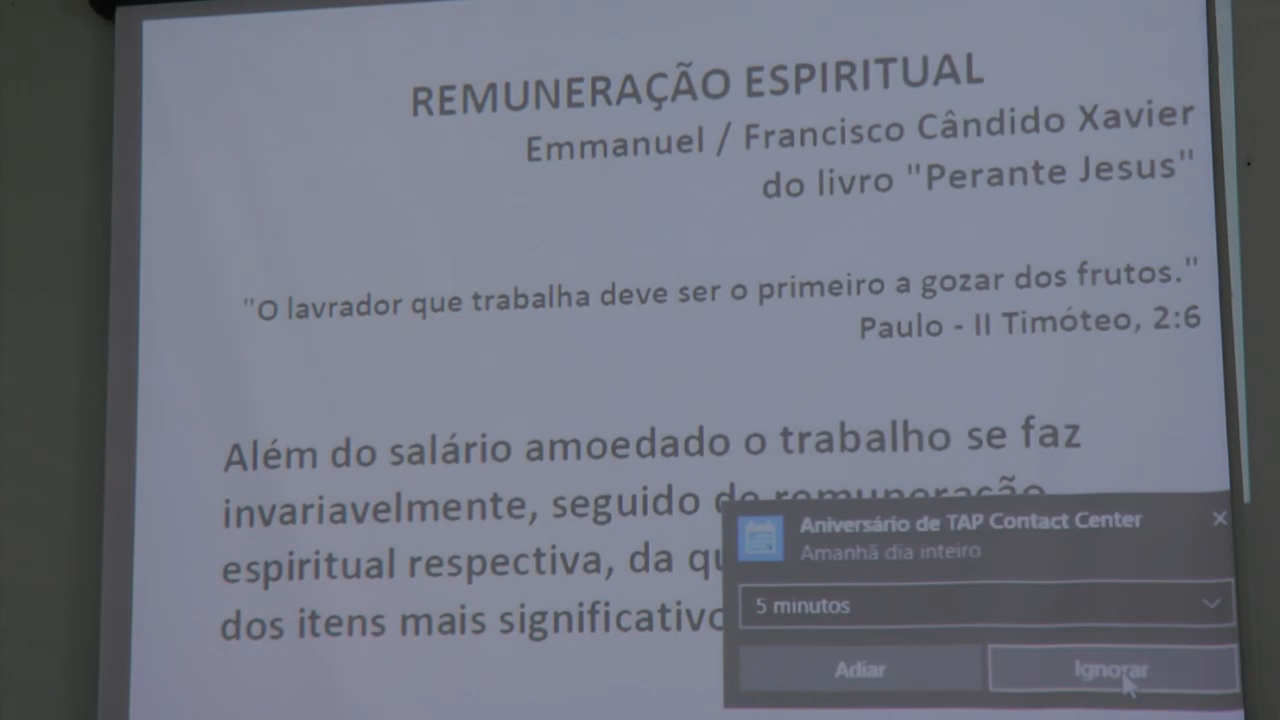 REMUNERAÇÃO ESPIRITUAL
Emmanuel / Francisco Cândido Xavier
do livro "Perante Jesus"
"O lavrador que trabalha deve ser o primeiro a gozar dos frutos."
Paulo - II Timóteo, 2:6
Além do salário amoedado o trabalho se faz
invariavelmente, seguido de remuneração
espiritual respectiva, da qu
dos itens mais significativo
Aniversário de TAP Contact Center
Amanhã dia inteiro
5 minutos
Adiar
Ignorar